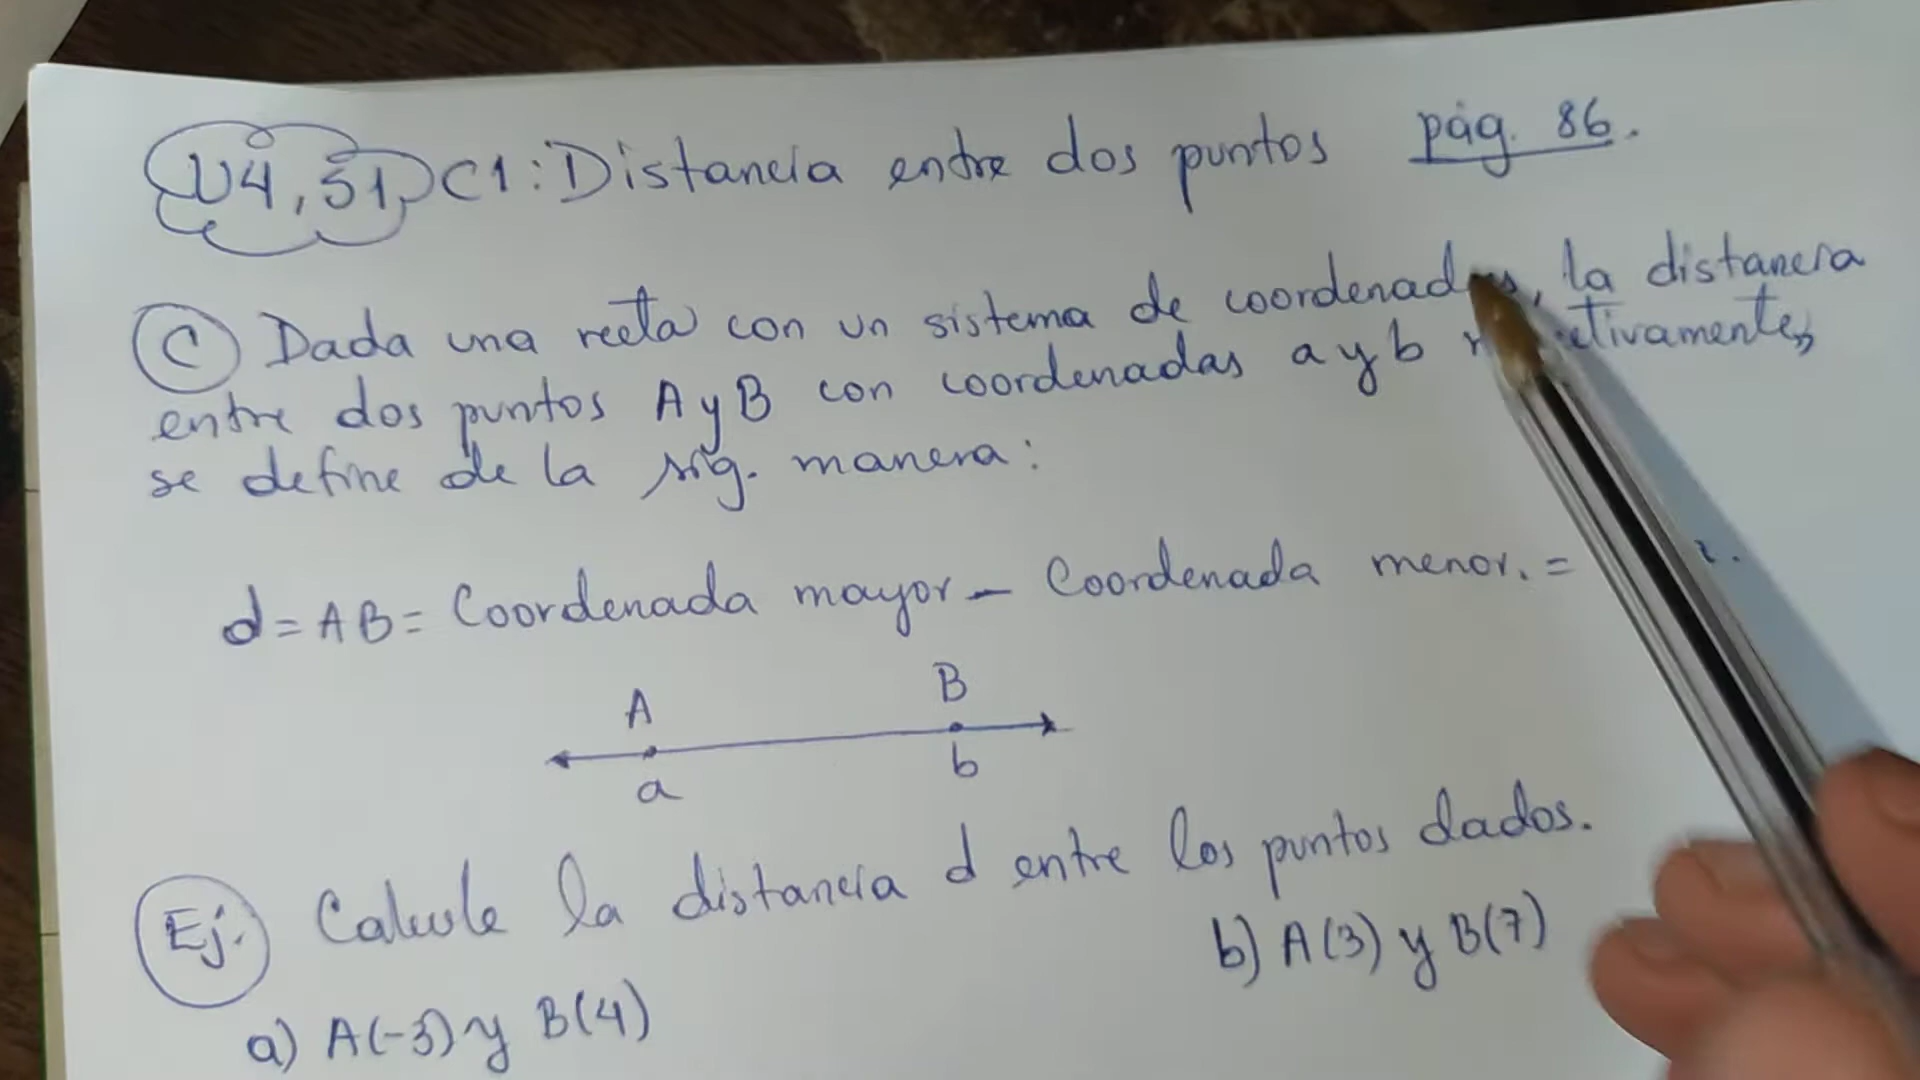 U4, S1, C1: Distancia entre dos puntos pág. 86.
C Dada una recta con un sistema de coordenadas, la distancia
entre dos puntos A y B con coordenadas a y b
se define de la sig. manera:
d = AB = Coordenada mayor - Coordenada menor. =
A B
a b
Ej: Calcule la distancia d entre los puntos dados.
a) A(-3) y B(4) b) A(3) y B(7)